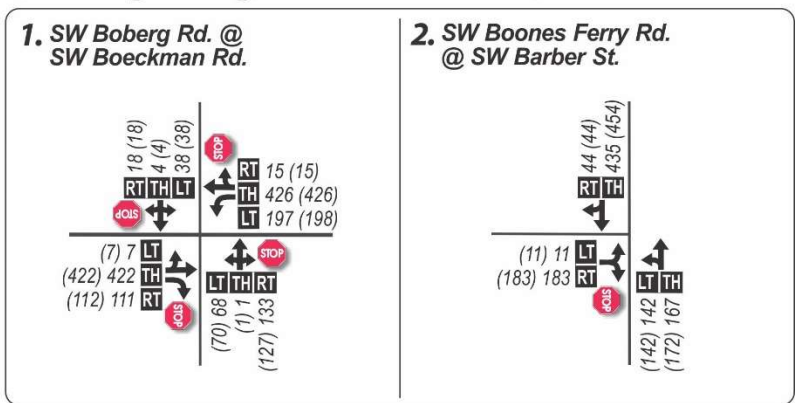 1. SW Boberg Rd. @
SW Boeckman Rd.
18 (18)
4 (4)
38 (38)
RT TH LT
STOP
STOP
RT 15 (15)
TH 426 (426)
LT 197 (198)
(7) 7 LT
(422) 422 TH
(112) 111 RT
STOP
STOP
LT TH RT
(70) 68
(1) 1
(127) 133
2. SW Boones Ferry Rd.
@ SW Barber St.
44 (44)
435 (454)
RT TH
(11) 11 LT
(183) 183 RT
STOP
LT TH
(142) 142
(172) 167